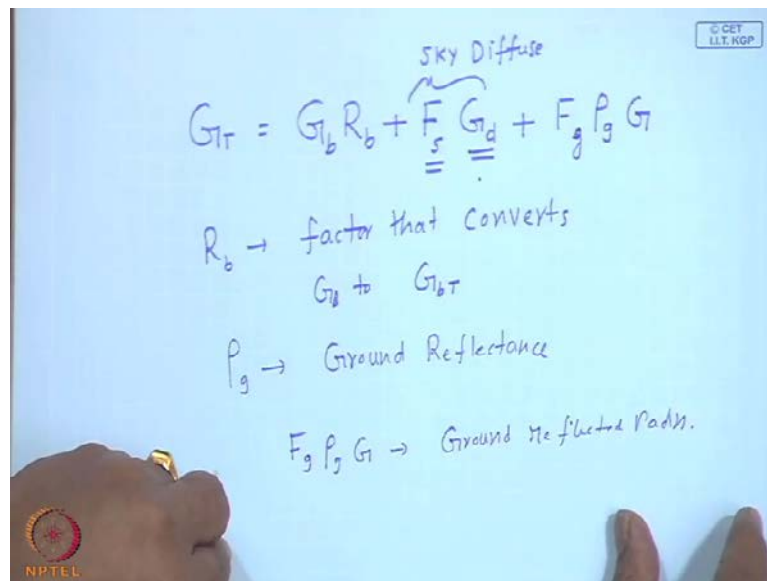 © CET
I.I.T. KGP
SKY Diffuse
G_T = G_b R_b + F_s G_d + F_g ρ_g G
R_b → factor that converts
G_b to G_bT
ρ_g → Ground Reflectance
F_g ρ_g G → Ground reflected radn.
NPTEL